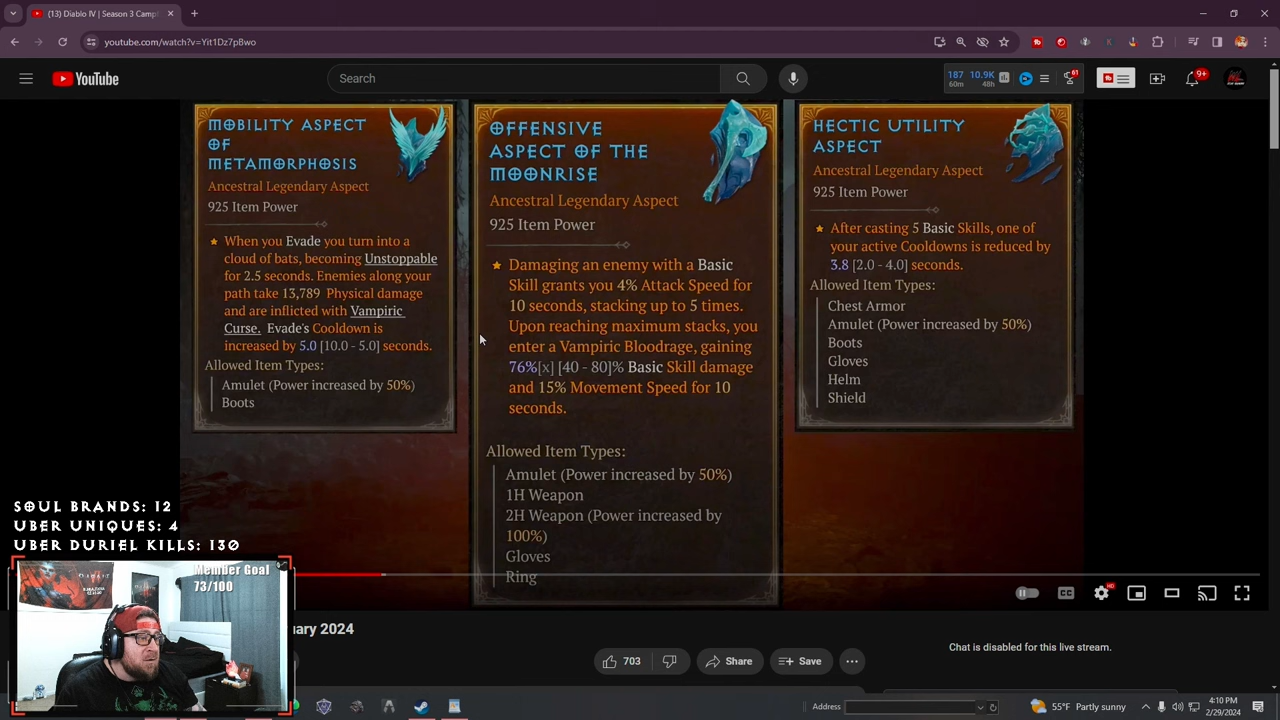 (13) Diablo IV | Season 3 Campf
youtube.com/watch?v=Yit1Dz7pBwo
YouTube
Search
187 10.9K
60m 48h
61
9+
MOBILITY ASPECT
OF
METAMORPHOSIS
Ancestral Legendary Aspect
925 Item Power
When you Evade you turn into a
cloud of bats, becoming Unstoppable
for 2.5 seconds. Enemies along your
path take 13,789 Physical damage
and are inflicted with Vampiric
Curse. Evade's Cooldown is
increased by 5.0 [10.0 - 5.0] seconds.
Allowed Item Types:
Amulet (Power increased by 50%)
Boots
OFFENSIVE
ASPECT OF THE
MOONRISE
Ancestral Legendary Aspect
925 Item Power
Damaging an enemy with a Basic
Skill grants you 4% Attack Speed for
10 seconds, stacking up to 5 times.
Upon reaching maximum stacks, you
enter a Vampiric Bloodrage, gaining
76%[x] [40 - 80]% Basic Skill damage
and 15% Movement Speed for 10
seconds.
Allowed Item Types:
Amulet (Power increased by 50%)
1H Weapon
2H Weapon (Power increased by
100%)
Gloves
Ring
HECTIC UTILITY
ASPECT
Ancestral Legendary Aspect
925 Item Power
After casting 5 Basic Skills, one of
your active Cooldowns is reduced by
3.8 [2.0 - 4.0] seconds.
Allowed Item Types:
Chest Armor
Amulet (Power increased by 50%)
Boots
Gloves
Helm
Shield
SOUL BRANDS: 12
UBER UNIQUES: 4
UBER DURIEL KILLS: 130
Member Goal
73/100
CC
HD
uary 2024
703
Share
Save
Chat is disabled for this live stream.
Address
55°F Partly sunny
4:10 PM
2/29/2024